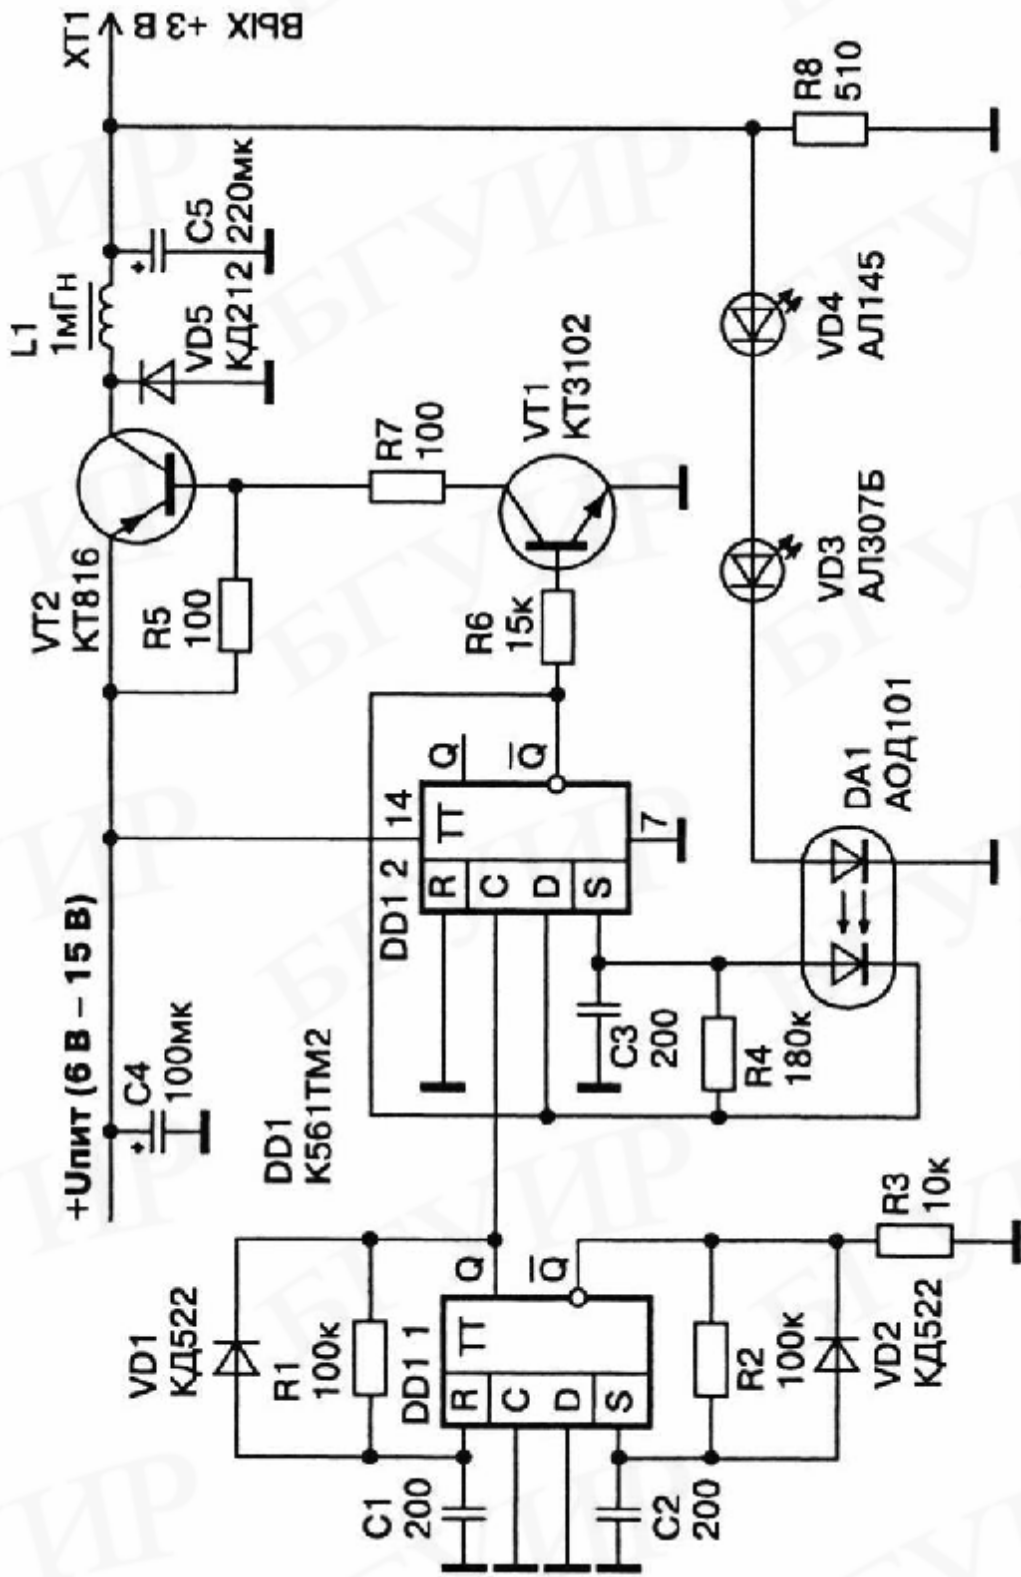 +Uпит (6 В – 15 В)
C4
100мк
VT2
КТ816
L1
1мГн
XT1
ВЫХ +3 В
R5
100
VD5
КД212
C5
220мк
R7
100
VT1
КТ3102
R6
15к
VD1
КД522
R1
100к
DD1
К561ТМ2
DD1 2
14
R
C
D
S
TT
Q
Q
7
DD1 1
R
C
D
S
TT
Q
Q
C1
200
C2
200
R2
100к
VD2
КД522
R3
10к
C3
200
R4
180к
DA1
АОД101
VD3
АЛ307Б
VD4
АЛ145
R8
510
БГУИР